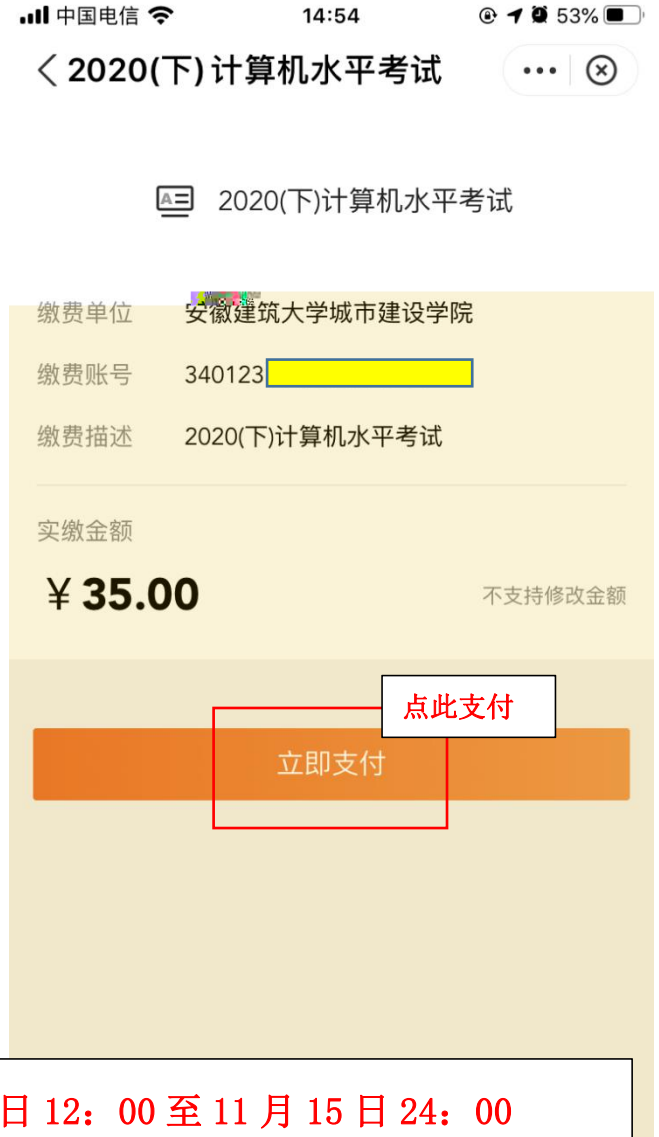 中国电信 14:54 53%
2020(下)计算机水平考试
2020(下)计算机水平考试
缴费单位 安徽建筑大学城市建设学院
缴费账号 340123
缴费描述 2020(下)计算机水平考试
实缴金额
¥35.00 不支持修改金额
点此支付
立即支付
日 12：00 至 11 月 15 日 24：00